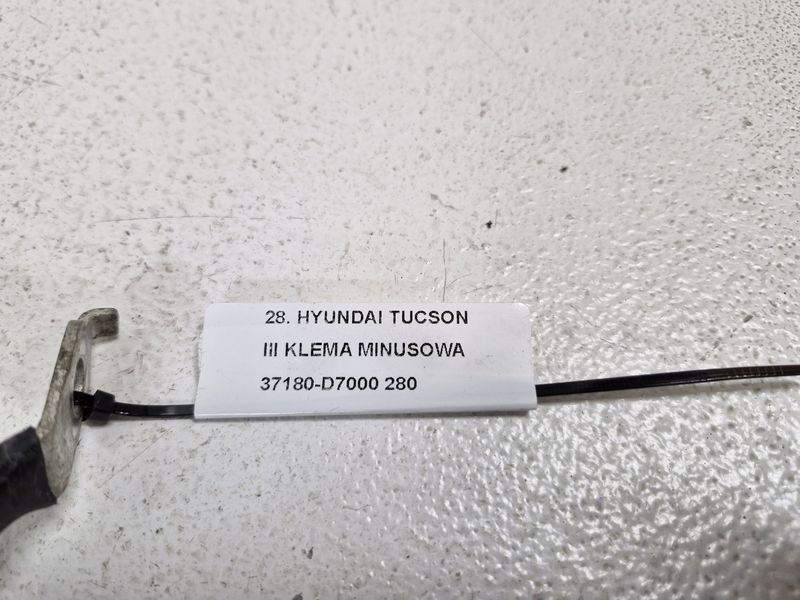 28. HYUNDAI TUCSON
III KLEMA MINUSOWA
37180-D7000 280